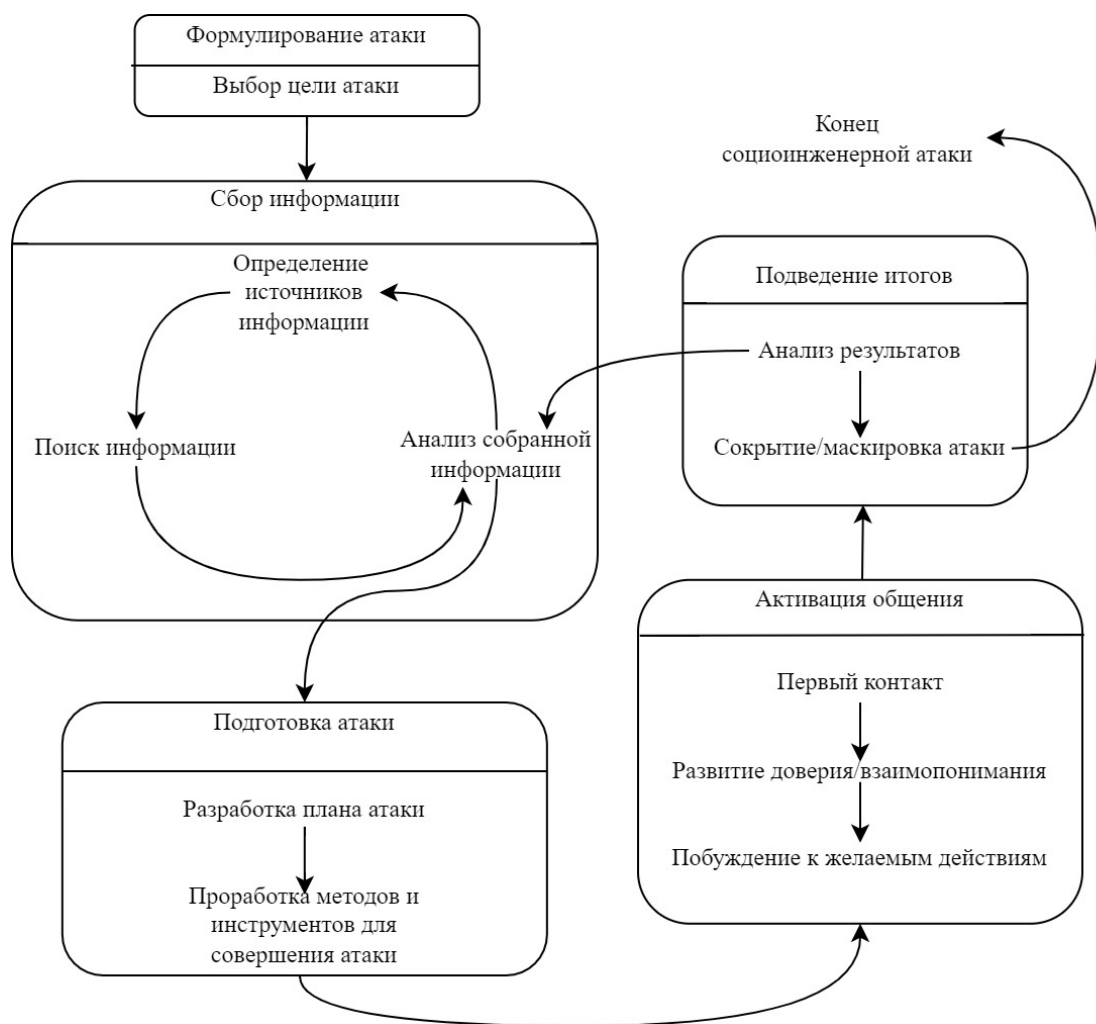 Формулирование атаки
Выбор цели атаки
Сбор информации
Определение
источников
информации
Поиск информации
Анализ собранной
информации
Подготовка атаки
Разработка плана атаки
Проработка методов и
инструментов для
совершения атаки
Активация общения
Первый контакт
Развитие доверия/взаимопонимания
Побуждение к желаемым действиям
Подведение итогов
Анализ результатов
Сокрытие/маскировка атаки
Конец
социоинженерной атаки